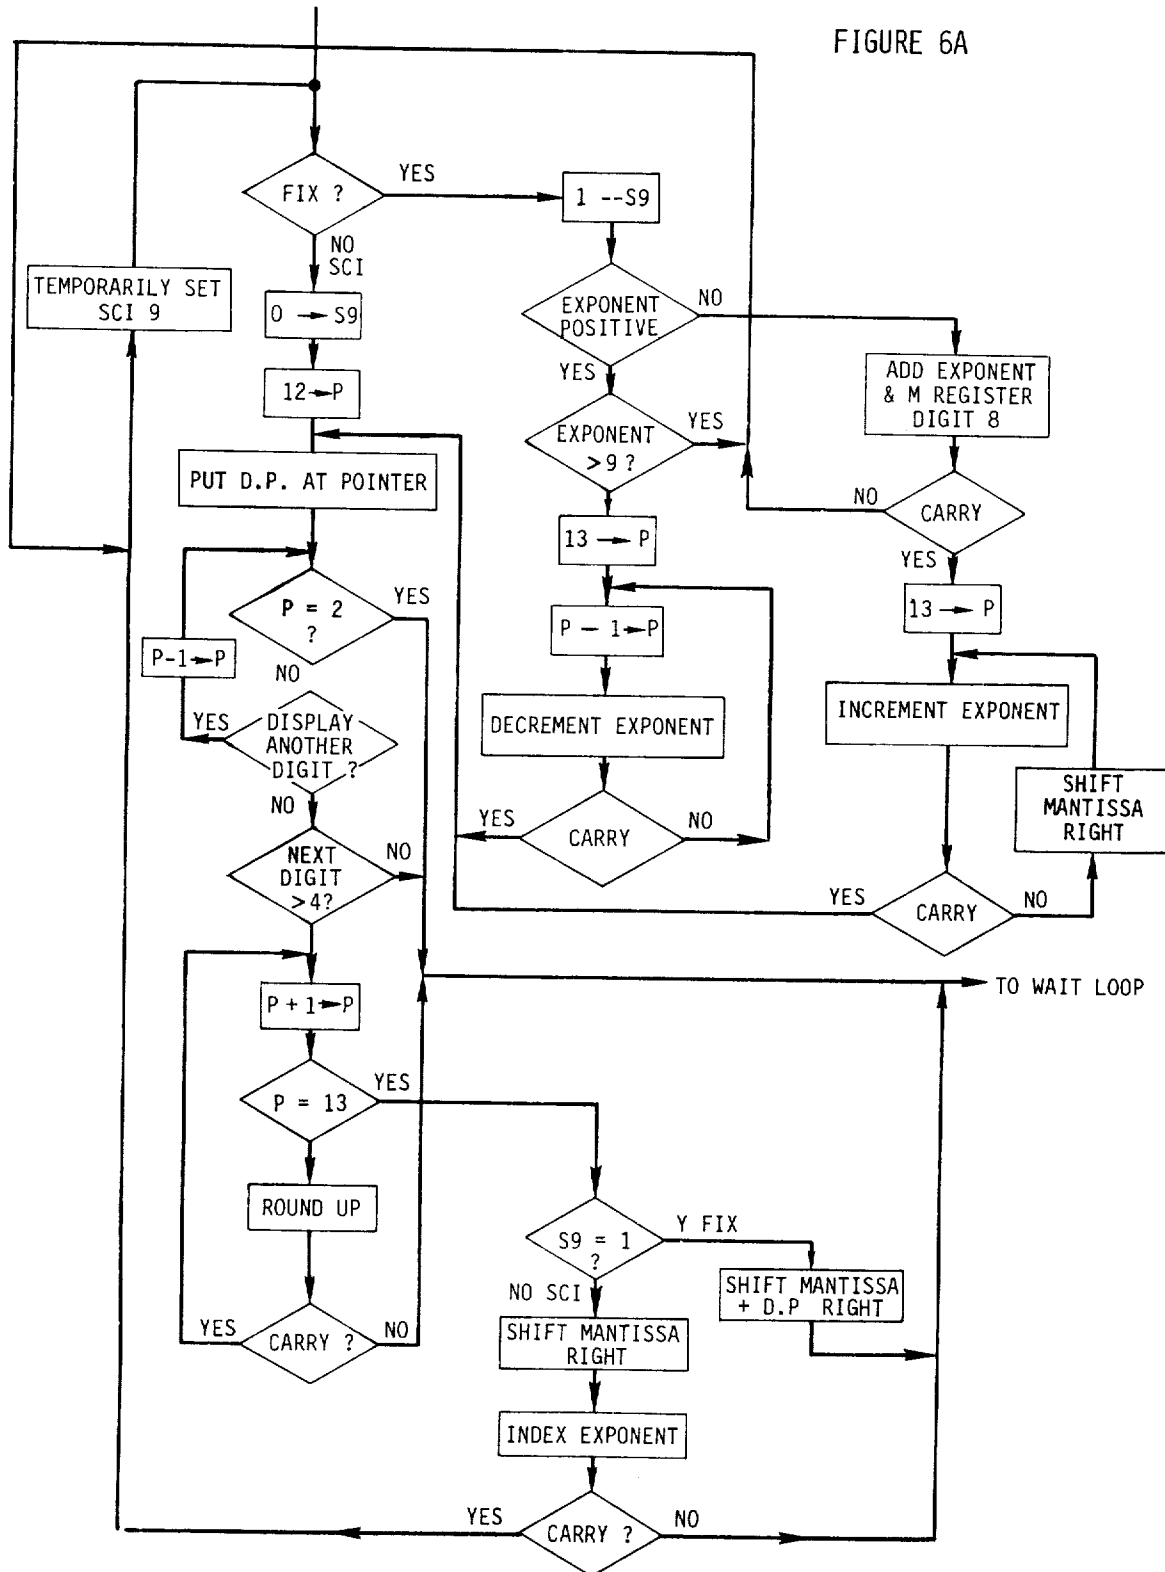 FIGURE 6A
FIX ?
YES
NO
SCI
1 --S9
TEMPORARILY SET
SCI 9
0 → S9
12→P
EXPONENT
POSITIVE
NO
YES
ADD EXPONENT
& M REGISTER
DIGIT 8
EXPONENT
>9 ?
YES
PUT D.P. AT POINTER
CARRY
NO
YES
13 → P
13 → P
P = 2
?
YES
NO
P-1→P
P - 1→P
DISPLAY
ANOTHER
DIGIT ?
YES
NO
DECREMENT EXPONENT
INCREMENT EXPONENT
SHIFT
MANTISSA
RIGHT
CARRY
YES
NO
NEXT
DIGIT
>4?
NO
CARRY
YES
NO
TO WAIT LOOP
P + 1→P
P = 13
YES
ROUND UP
S9 = 1
?
Y FIX
NO SCI
SHIFT MANTISSA
+ D.P RIGHT
CARRY ?
YES
NO
SHIFT MANTISSA
RIGHT
INDEX EXPONENT
CARRY ?
YES
NO